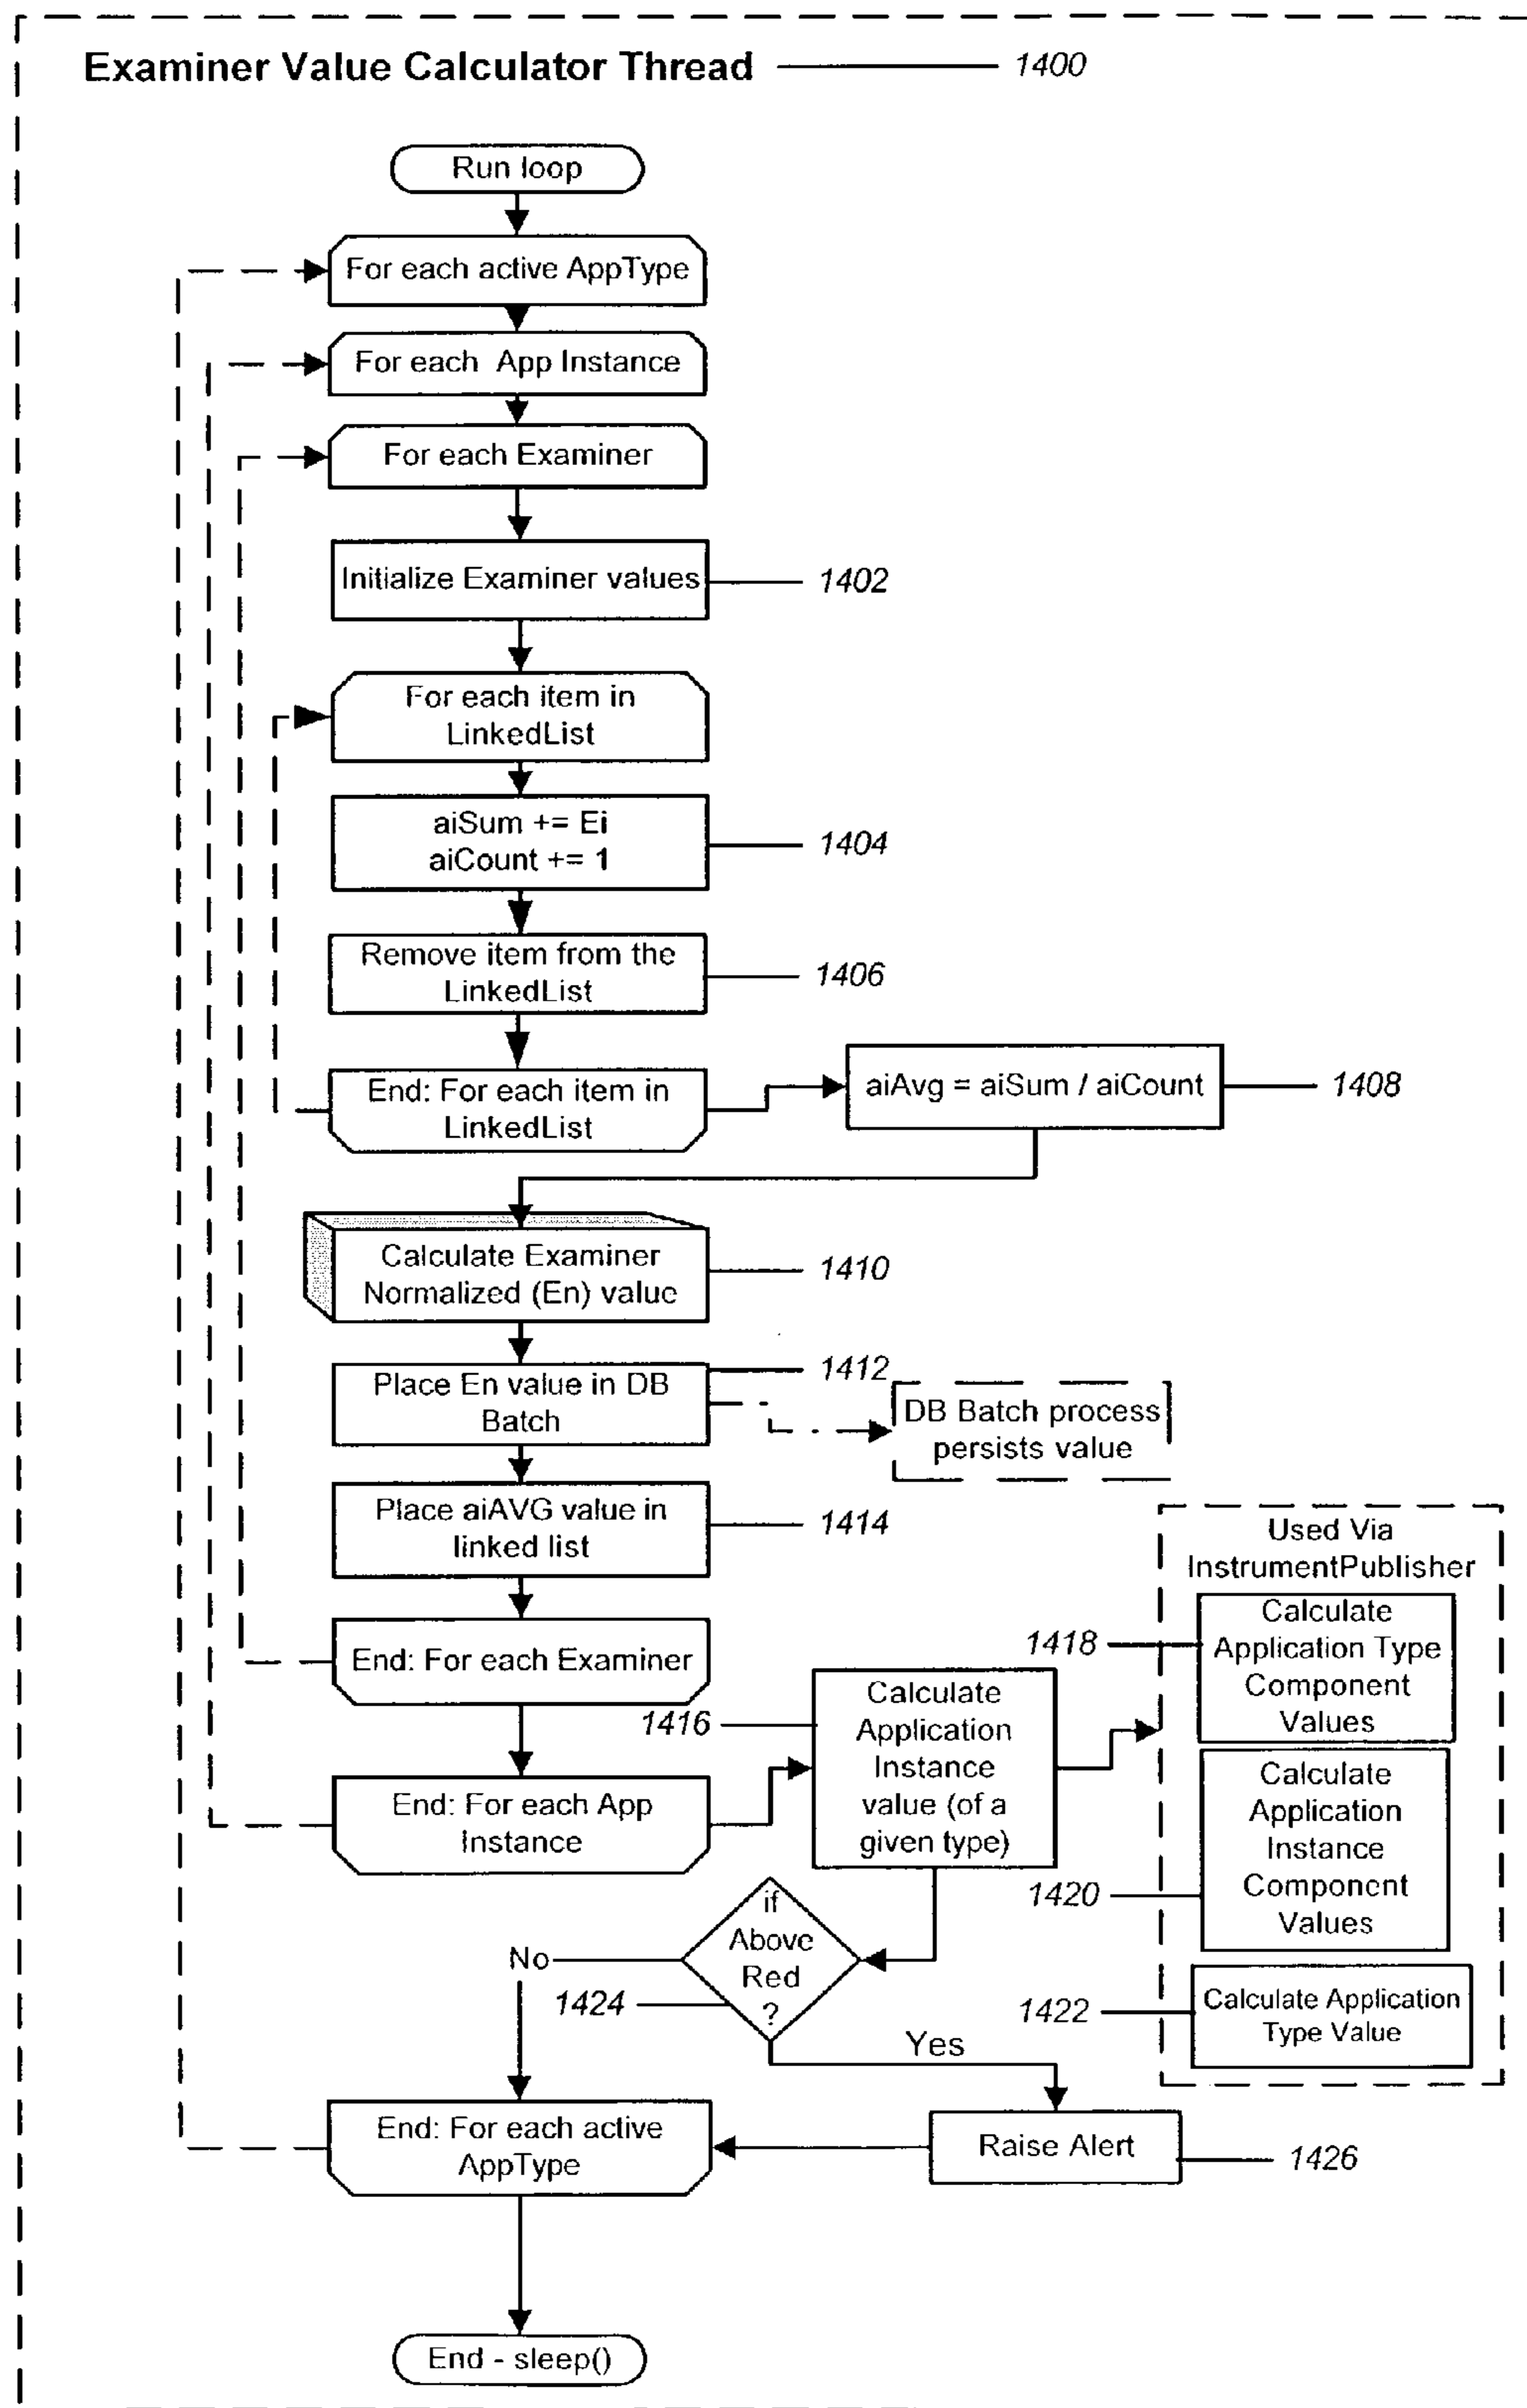 Examiner Value Calculator Thread 1400
Run loop
For each active AppType
For each App Instance
For each Examiner
Initialize Examiner values 1402
For each item in
LinkedList
aiSum += Ei
aiCount += 1
1404
Remove item from the
LinkedList
1406
End: For each item in
LinkedList
aiAvg = aiSum / aiCount 1408
Calculate Examiner
Normalized (En) value
1410
Place En value in DB
Batch
1412
DB Batch process
persists value
Place aiAVG value in
linked list
1414
End: For each Examiner
End: For each App
Instance
1416
Calculate
Application
Instance
value (of a
given type)
Used Via
InstrumentPublisher
1418
Calculate
Application Type
Component
Values
1420
Calculate
Application
Instance
Component
Values
1422
Calculate Application
Type Value
if
Above
Red
?
No
1424
Yes
Raise Alert 1426
End: For each active
AppType
End - sleep()